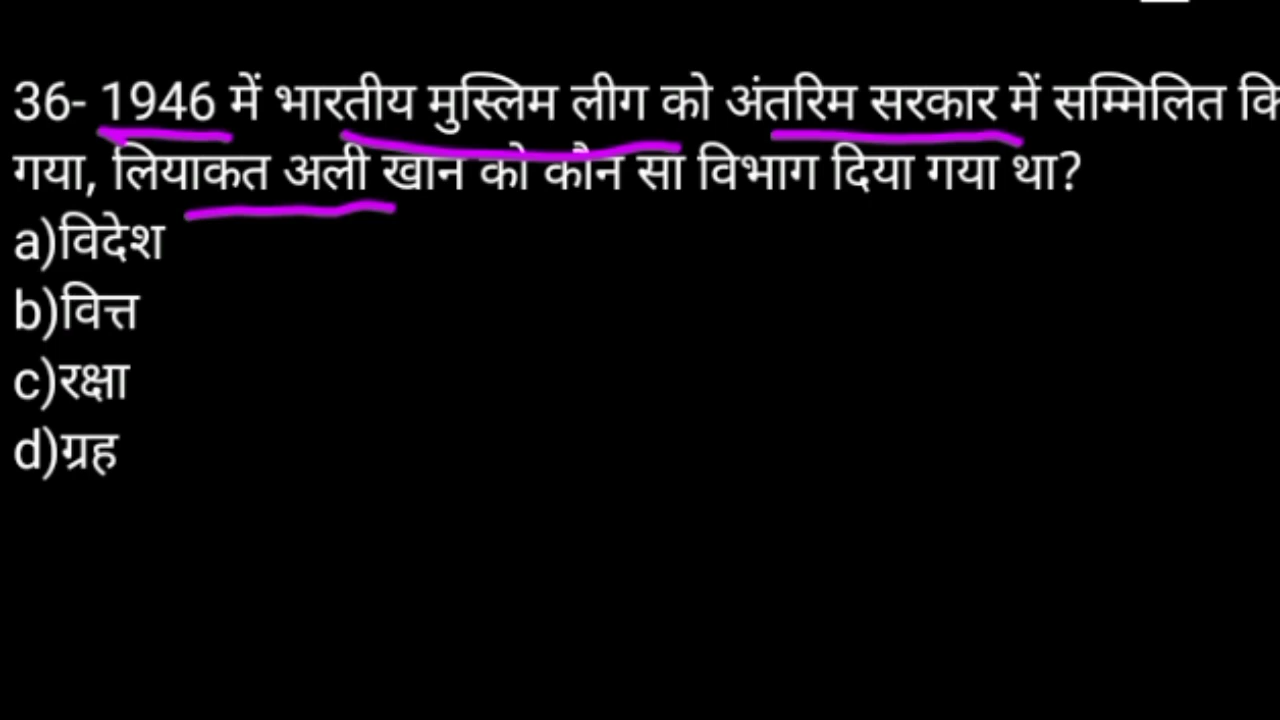 36- 1946 में भारतीय मुस्लिम लीग को अंतरिम सरकार में सम्मिलित कि
गया, लियाकत अली खान को कौन सा विभाग दिया गया था?
a)विदेश
b)वित्त
c)रक्षा
d)ग्रह